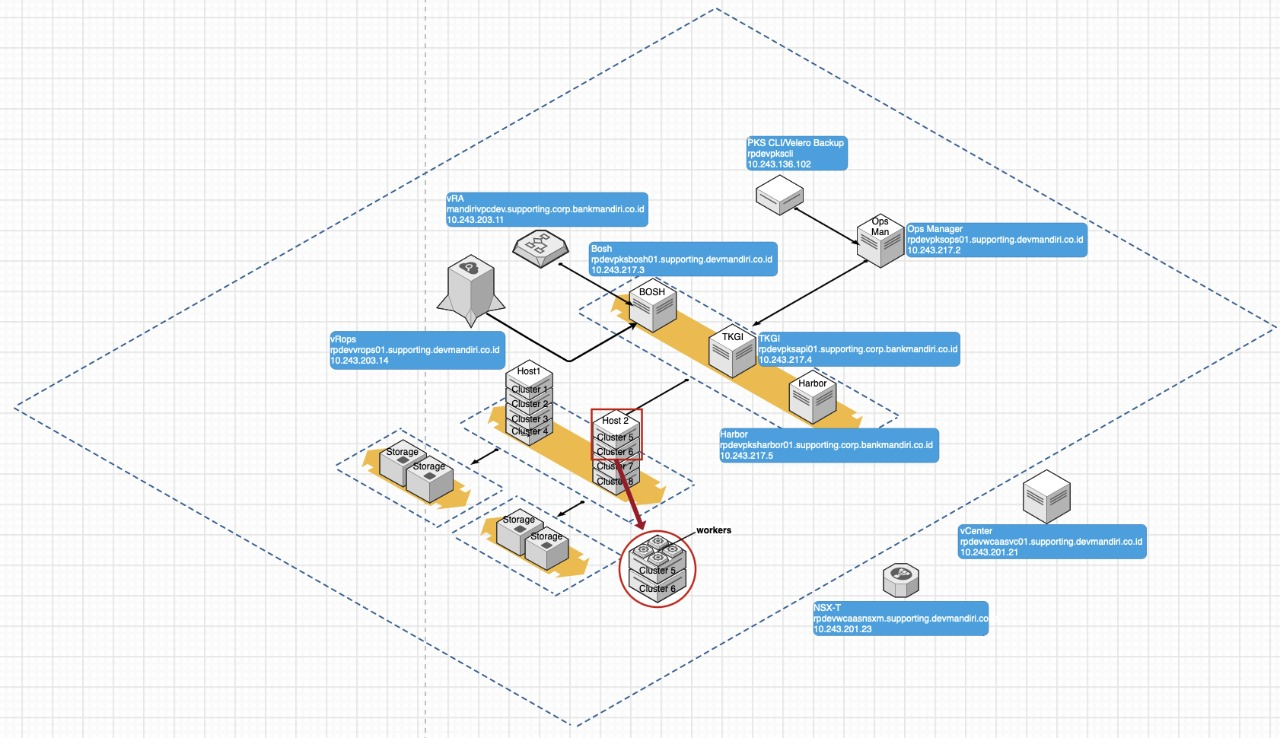 PKS CLI/Velero Backup
rpdevpkscli
10.243.136.102
vRA
mandirivpcdev.supporting.corp.bankmandiri.co.id
10.243.203.11
Ops
Man
Ops Manager
rpdevpksops01.supporting.devmandiri.co.id
10.243.217.2
Bosh
rpdevpksbosh01.supporting.devmandiri.co.id
10.243.217.3
BOSH
vRops
rpdevvrops01.supporting.devmandiri.co.id
10.243.203.14
TKGI
TKGI
rpdevpksapi01.supporting.corp.bankmandiri.co.id
10.243.217.4
Host1
Cluster 1
Cluster 2
Cluster 3
Cluster 4
Harbor
Host 2
Cluster 5
Cluster 6
Cluster 7
Cluster 8
Harbor
rpdevpksharbor01.supporting.corp.bankmandiri.co.id
10.243.217.5
Storage
Storage
Storage
Storage
workers
Cluster 5
Cluster 6
vCenter
rpdevwcaasvc01.supporting.devmandiri.co.id
10.243.201.21
NSX-T
rpdevwcaasnsxm.supporting.devmandiri.co
10.243.201.23